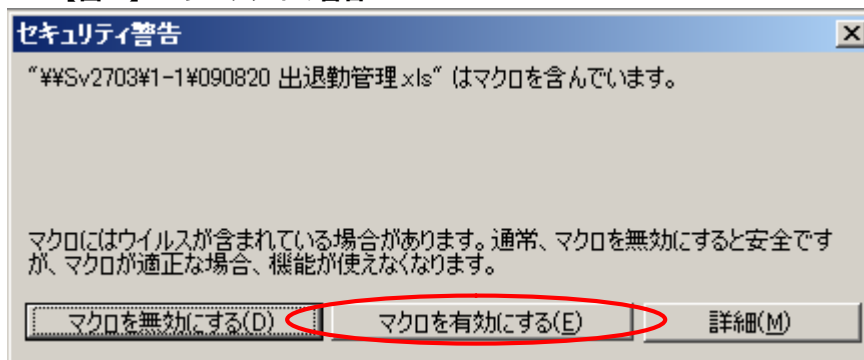 セキュリティ警告
"¥¥Sv2703¥1-1¥090820 出退勤管理.xls" はマクロを含んでいます。
マクロにはウイルスが含まれている場合があります。通常、マクロを無効にすると安全です
が、マクロが適正な場合、機能が使えなくなります。
マクロを無効にする(D) マクロを有効にする(E) 詳細(M)